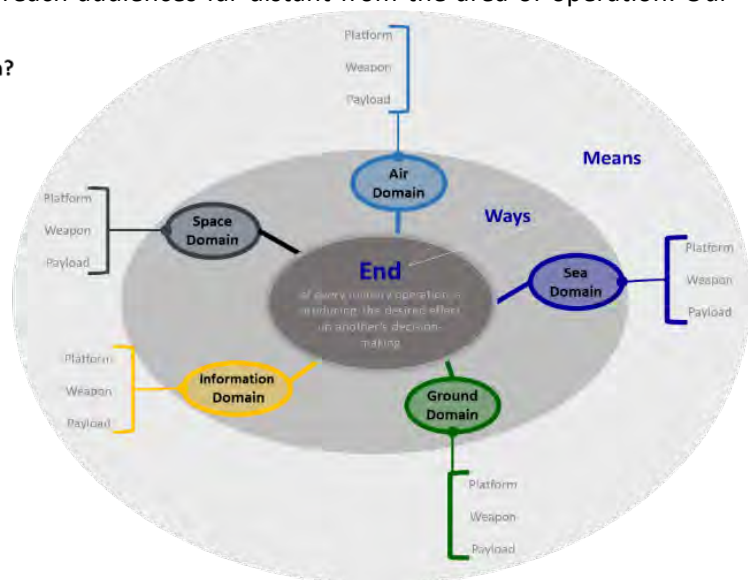 reach audiences far distant from the area of operation. Our
?
Platform
Weapon
Payload
Means
Air
Domain
Ways
Platform
Weapon
Payload
Space
Domain
End
of every military operation is
producing the desired effect
on another's decision-
making
Sea
Domain
Platform
Weapon
Payload
Platform
Weapon
Payload
Information
Domain
Ground
Domain
Platform
Weapon
Payload